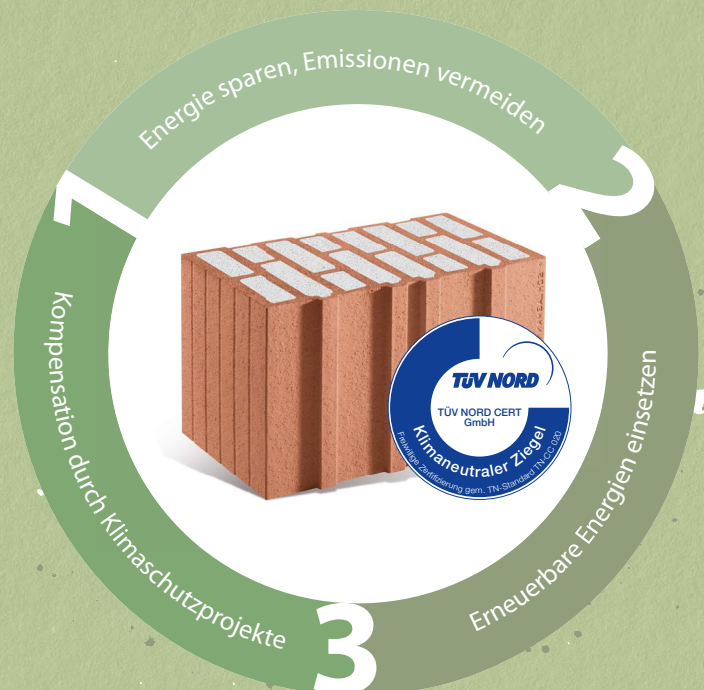 1
Energie sparen, Emissionen vermeiden
2
Erneuerbare Energien einsetzen
3
Kompensation durch Klimaschutzprojekte
TÜV NORD
TÜV NORD CERT
GmbH
Klimaneutraler Ziegel
Freiwillige Zertifizierung gem. TN-Standard TN-CC 020